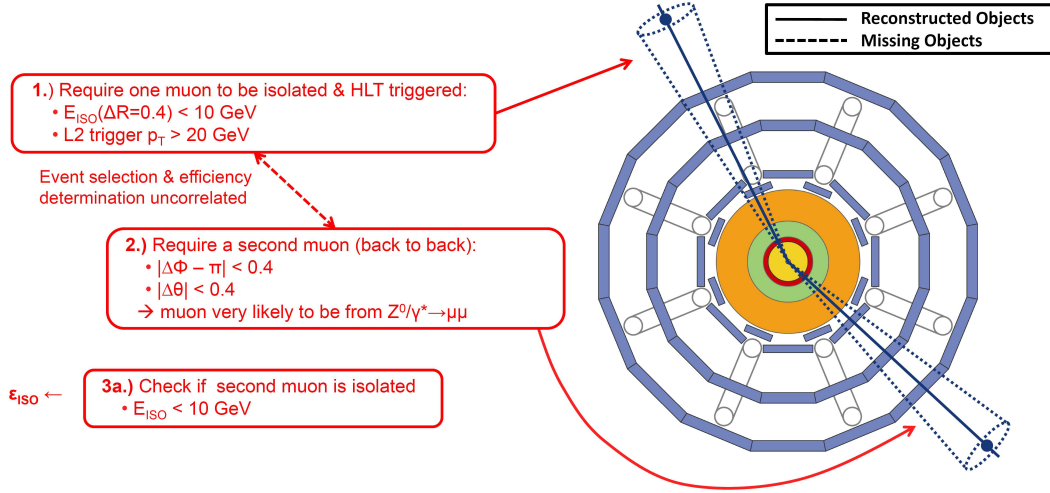 Reconstructed Objects
Missing Objects
1.) Require one muon to be isolated & HLT triggered:
• E_ISO(ΔR=0.4) < 10 GeV
• L2 trigger p_T > 20 GeV
Event selection & efficiency
determination uncorrelated
2.) Require a second muon (back to back):
• |ΔΦ – π| < 0.4
• |Δθ| < 0.4
→ muon very likely to be from Z⁰/γ*→μμ
ε_ISO ←
3a.) Check if second muon is isolated
• E_ISO < 10 GeV